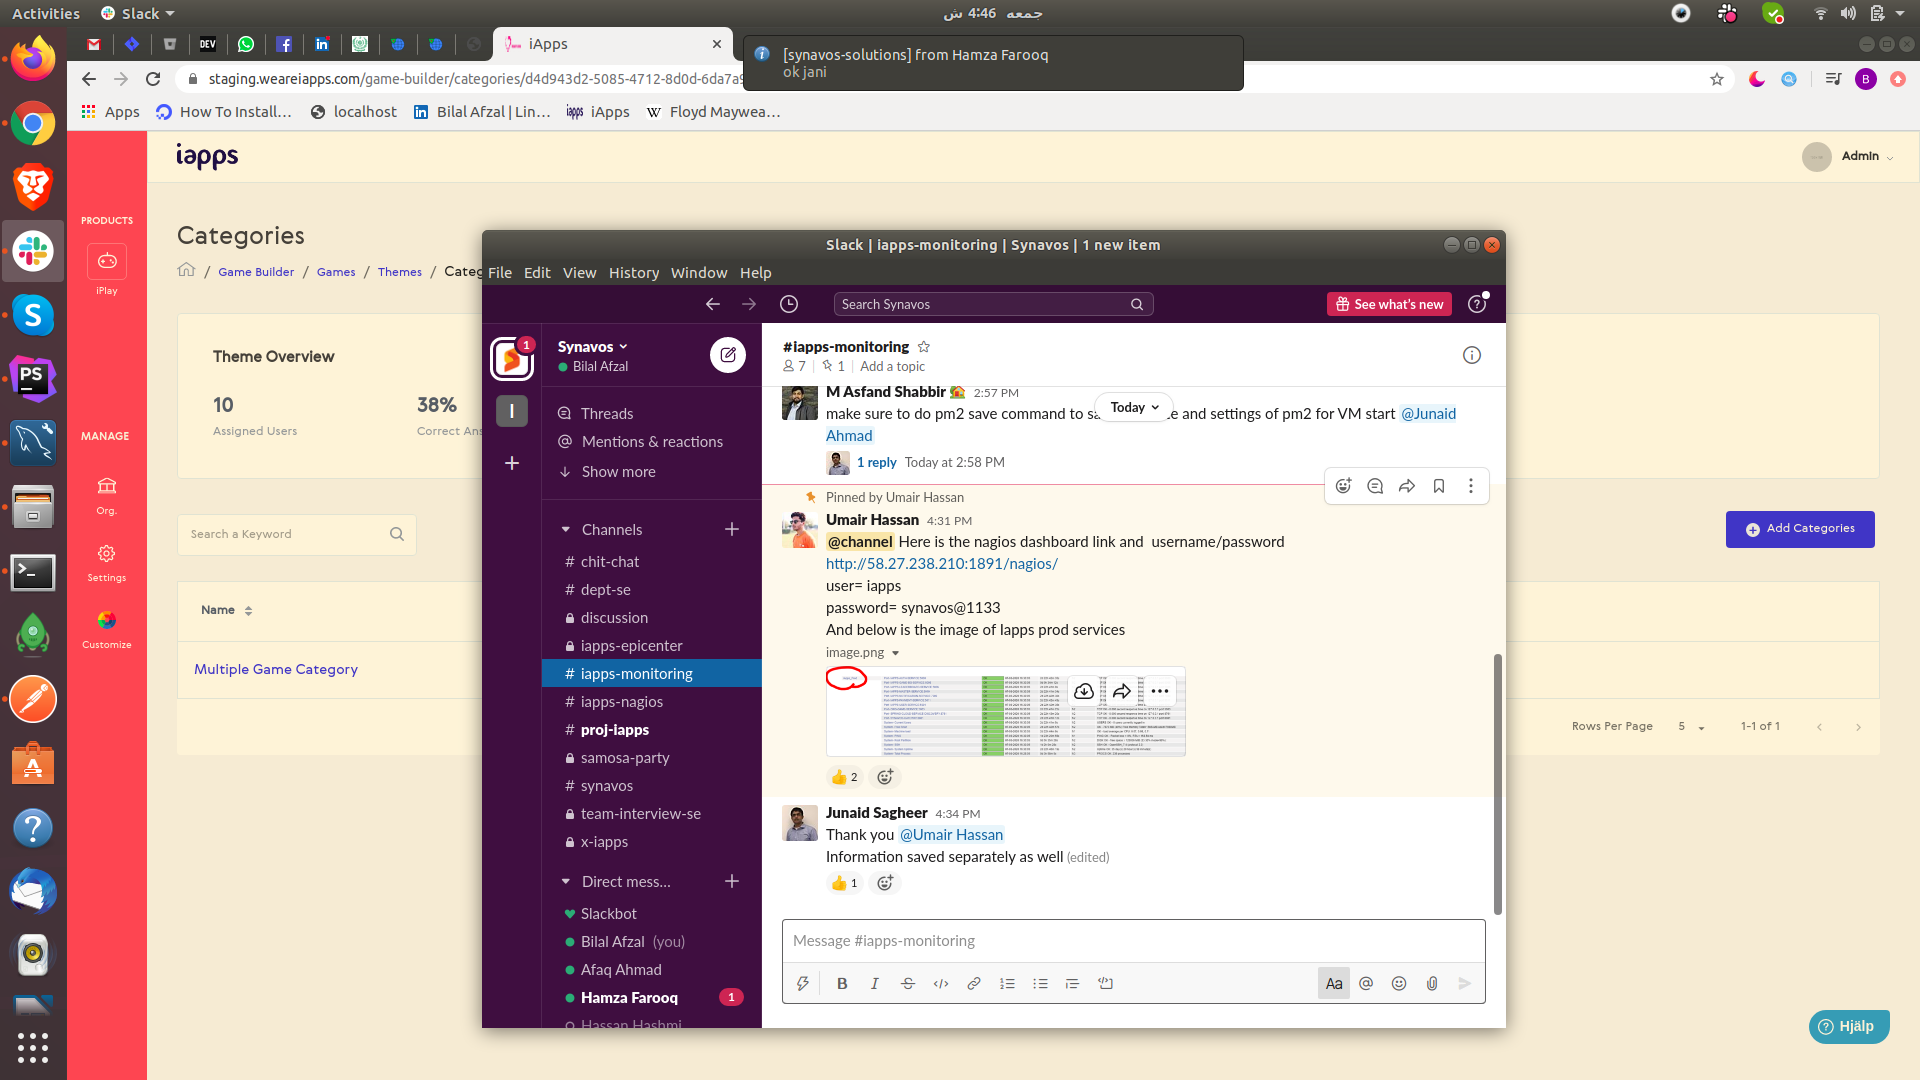 Activities
Slack
جمعه 4:46 ش
DEV
iApps
[synavos-solutions] from Hamza Farooq
ok jani
staging.weareiapps.com/game-builder/categories/d4d943d2-5085-4712-8d0d-6da7a9
B
Apps
How To Install...
localhost
Bilal Afzal | Lin...
iapps
iApps
W
Floyd Maywea...
iapps
Admin
PRODUCTS
iPlay
MANAGE
Org.
Settings
Customize
Categories
/ Game Builder / Games / Themes / Categ
Theme Overview
10
Assigned Users
38%
Correct Ans
Search a Keyword
Add Categories
Name
Multiple Game Category
Rows Per Page 5 1-1 of 1
Hjälp
PS
Slack | iapps-monitoring | Synavos | 1 new item
File Edit View History Window Help
Search Synavos
See what's new
1
I
Synavos
Bilal Afzal
Threads
Mentions & reactions
Show more
Channels
# chit-chat
# dept-se
discussion
iapps-epicenter
# iapps-monitoring
# iapps-nagios
# proj-iapps
samosa-party
# synavos
team-interview-se
x-iapps
Direct mess...
Slackbot
Bilal Afzal (you)
Afaq Ahmad
Hamza Farooq 1
Hassan Hashmi
#iapps-monitoring
7 | 1 | Add a topic
M Asfand Shabbir 2:57 PM
Today
make sure to do pm2 save command to sa e and settings of pm2 for VM start @Junaid
Ahmad
1 reply Today at 2:58 PM
Pinned by Umair Hassan
Umair Hassan 4:31 PM
@channel Here is the nagios dashboard link and username/password
http://58.27.238.210:1891/nagios/
user= iapps
password= synavos@1133
And below is the image of Iapps prod services
image.png
2
Junaid Sagheer 4:34 PM
Thank you @Umair Hassan
Information saved separately as well (edited)
1
Message #iapps-monitoring
B I S
Aa